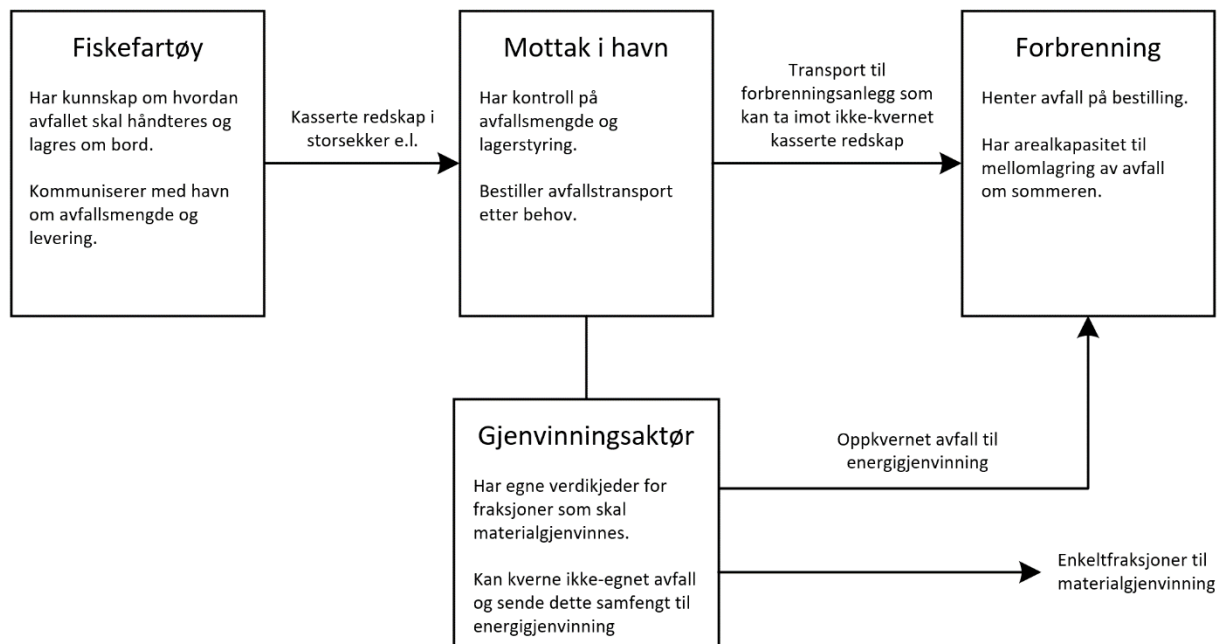 Fiskefartøy
Har kunnskap om hvordan
avfallet skal håndteres og
lagres om bord.
Kommuniserer med havn
om avfallsmengde og
levering.
Kasserte redskap i
storsekker e.l.
Mottak i havn
Har kontroll på
avfallsmengde og
lagerstyring.
Bestiller avfallstransport
etter behov.
Transport til
forbrenningsanlegg som
kan ta imot ikke-kvernet
kasserte redskap
Forbrenning
Henter avfall på bestilling.
Har arealkapasitet til
mellomlagring av avfall
om sommeren.
Gjenvinningsaktør
Har egne verdikjeder for
fraksjoner som skal
materialgjenvinnes.
Kan kverne ikke-egnet avfall
og sende dette samfengt til
energigjenvinning
Oppkvernet avfall til
energigjenvinning
Enkeltfraksjoner til
materialgjenvinning